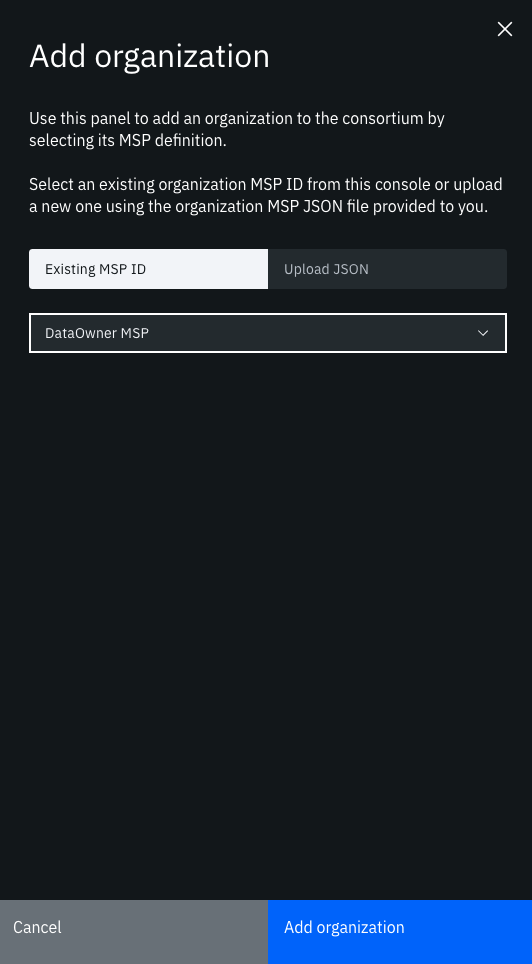 Add organization
Use this panel to add an organization to the consortium by
selecting its MSP definition.
Select an existing organization MSP ID from this console or upload
a new one using the organization MSP JSON file provided to you.
Existing MSP ID
Upload JSON
DataOwner MSP
Cancel
Add organization